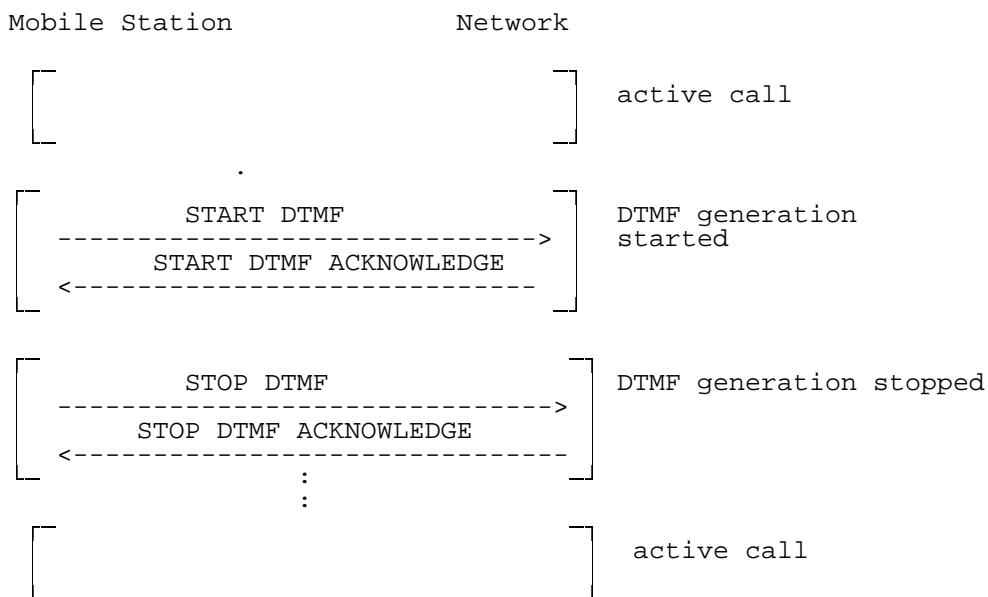 Mobile Station Network
active call
.
START DTMF DTMF generation
-------------------------------> started
START DTMF ACKNOWLEDGE
<------------------------------
STOP DTMF DTMF generation stopped
-------------------------------->
STOP DTMF ACKNOWLEDGE
<--------------------------------
:
:
active call